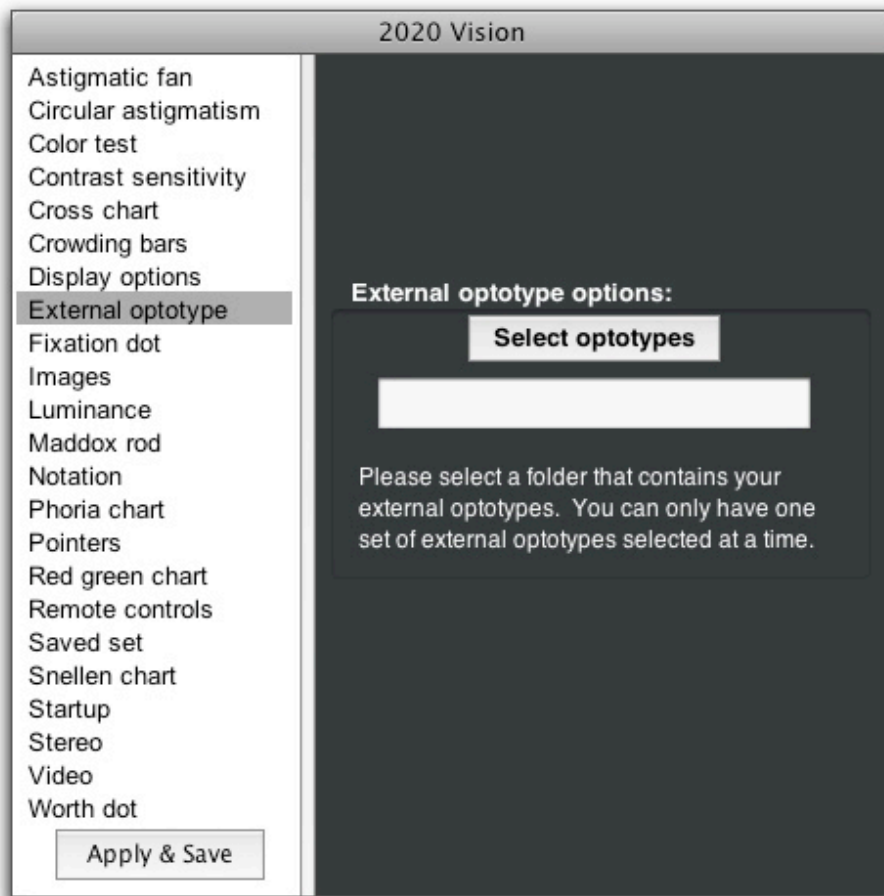 2020 Vision
Astigmatic fan
Circular astigmatism
Color test
Contrast sensitivity
Cross chart
Crowding bars
Display options
External optotype
Fixation dot
Images
Luminance
Maddox rod
Notation
Phoria chart
Pointers
Red green chart
Remote controls
Saved set
Snellen chart
Startup
Stereo
Video
Worth dot
Apply & Save
External optotype options:
Select optotypes
Please select a folder that contains your
external optotypes.  You can only have one
set of external optotypes selected at a time.